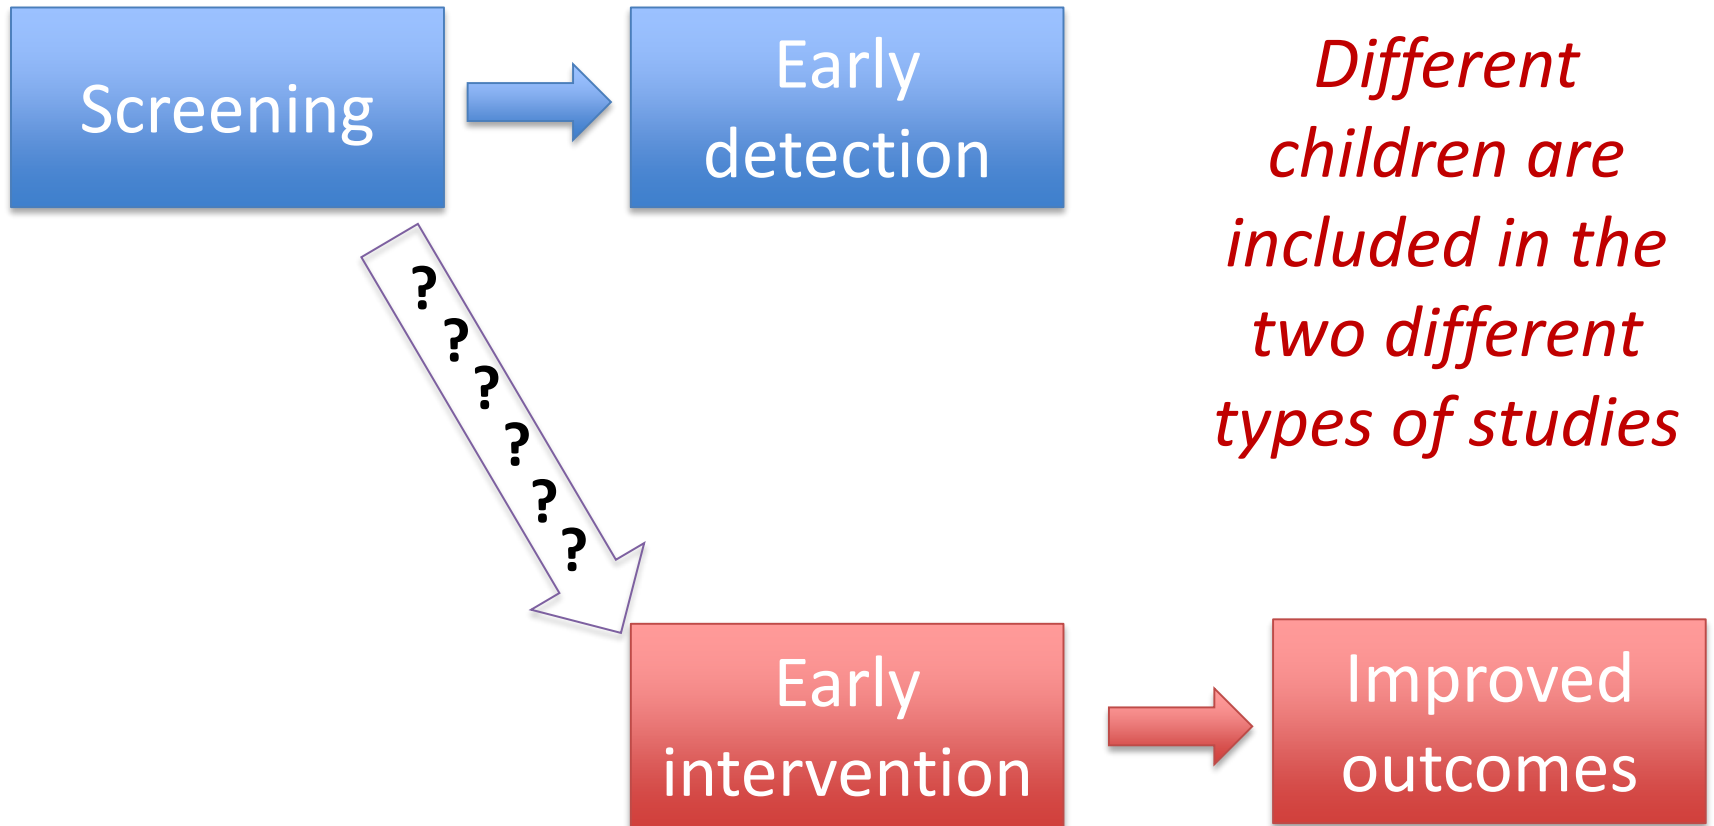 Screening
Early
detection
Different
children are
included in the
two different
types of studies
?
?
?
?
?
?
Early
intervention
Improved
outcomes